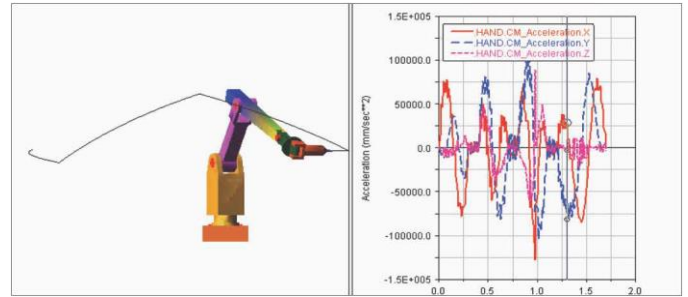 1.5E+005
100000.0
50000.0
0.0
-50000.0
-100000.0
-1.5E+005
Acceleration (mm/sec**2)
HAND.CM_Acceleration.X
HAND.CM_Acceleration.Y
HAND.CM_Acceleration.Z
0.0 0.5 1.0 1.5 2.0